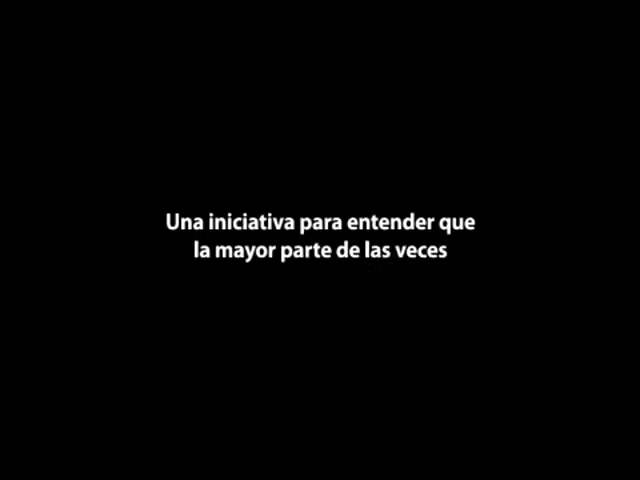 Una iniciativa para entender que
la mayor parte de las veces